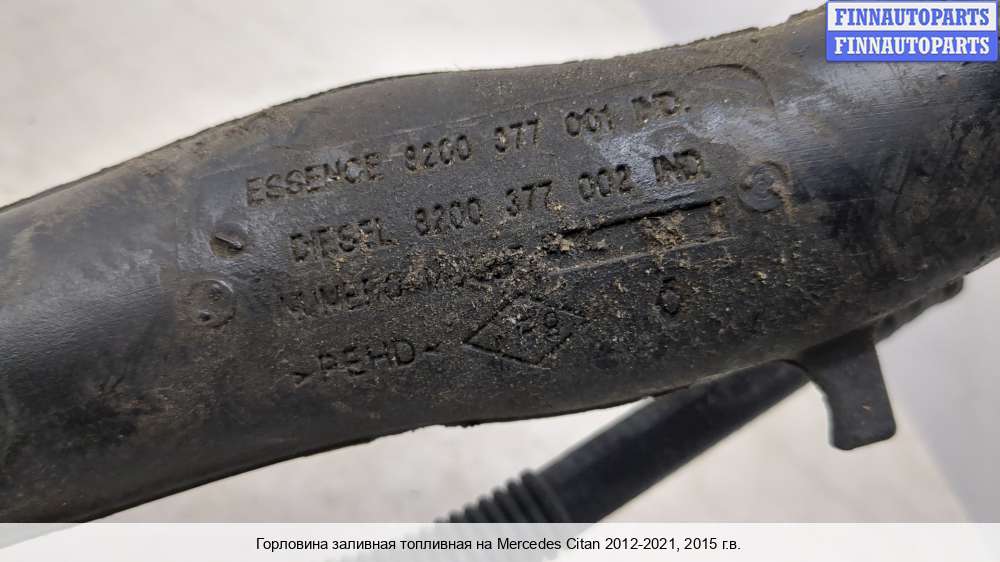 FINNAUTOPARTS
FINNAUTOPARTS
ESSENCE 8200 377 001 IND.
DIESEL 8200 377 002 IND.
NUMERO
>PEHD<
Горловина заливная топливная на Mercedes Citan 2012-2021, 2015 г.в.